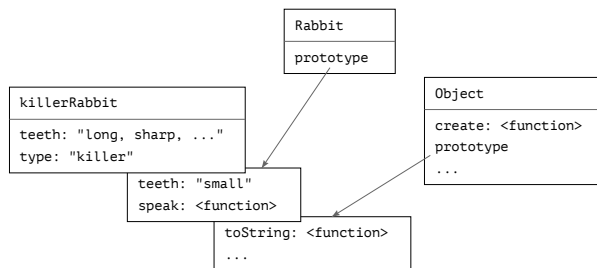 Rabbit
prototype
killerRabbit
teeth: "long, sharp, ..."
type: "killer"
Object
create: <function>
prototype
...
teeth: "small"
speak: <function>
toString: <function>
...